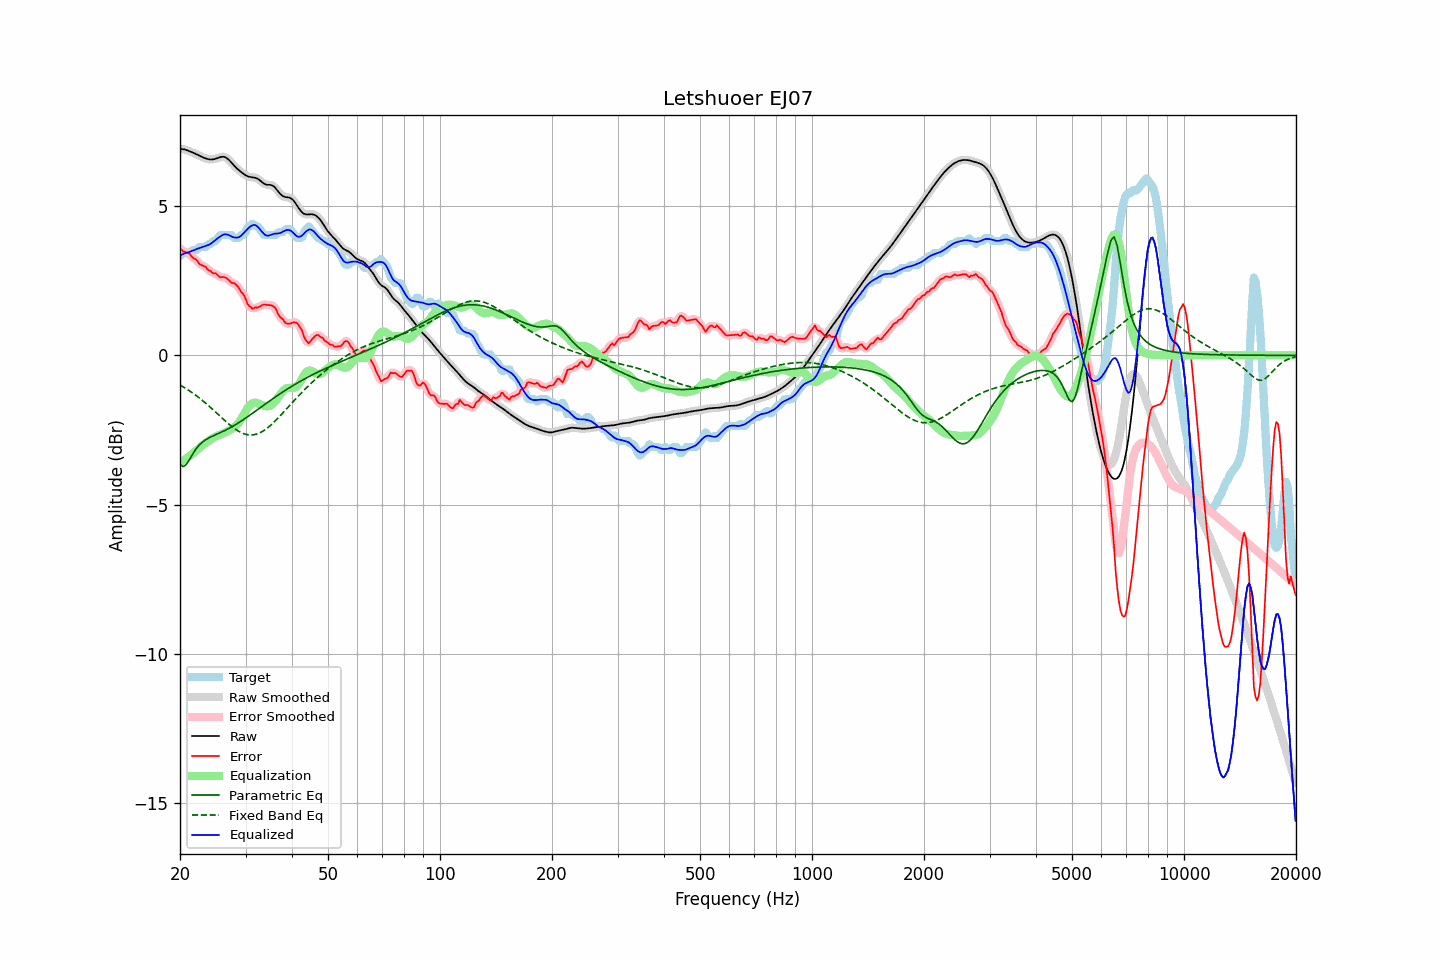 Letshuoer EJ07
Amplitude (dBr)
5
0
−5
−10
−15
Target
Raw Smoothed
Error Smoothed
Raw
Error
Equalization
Parametric Eq
Fixed Band Eq
Equalized
20 50 100 200 500 1000 2000 5000 10000 20000
Frequency (Hz)